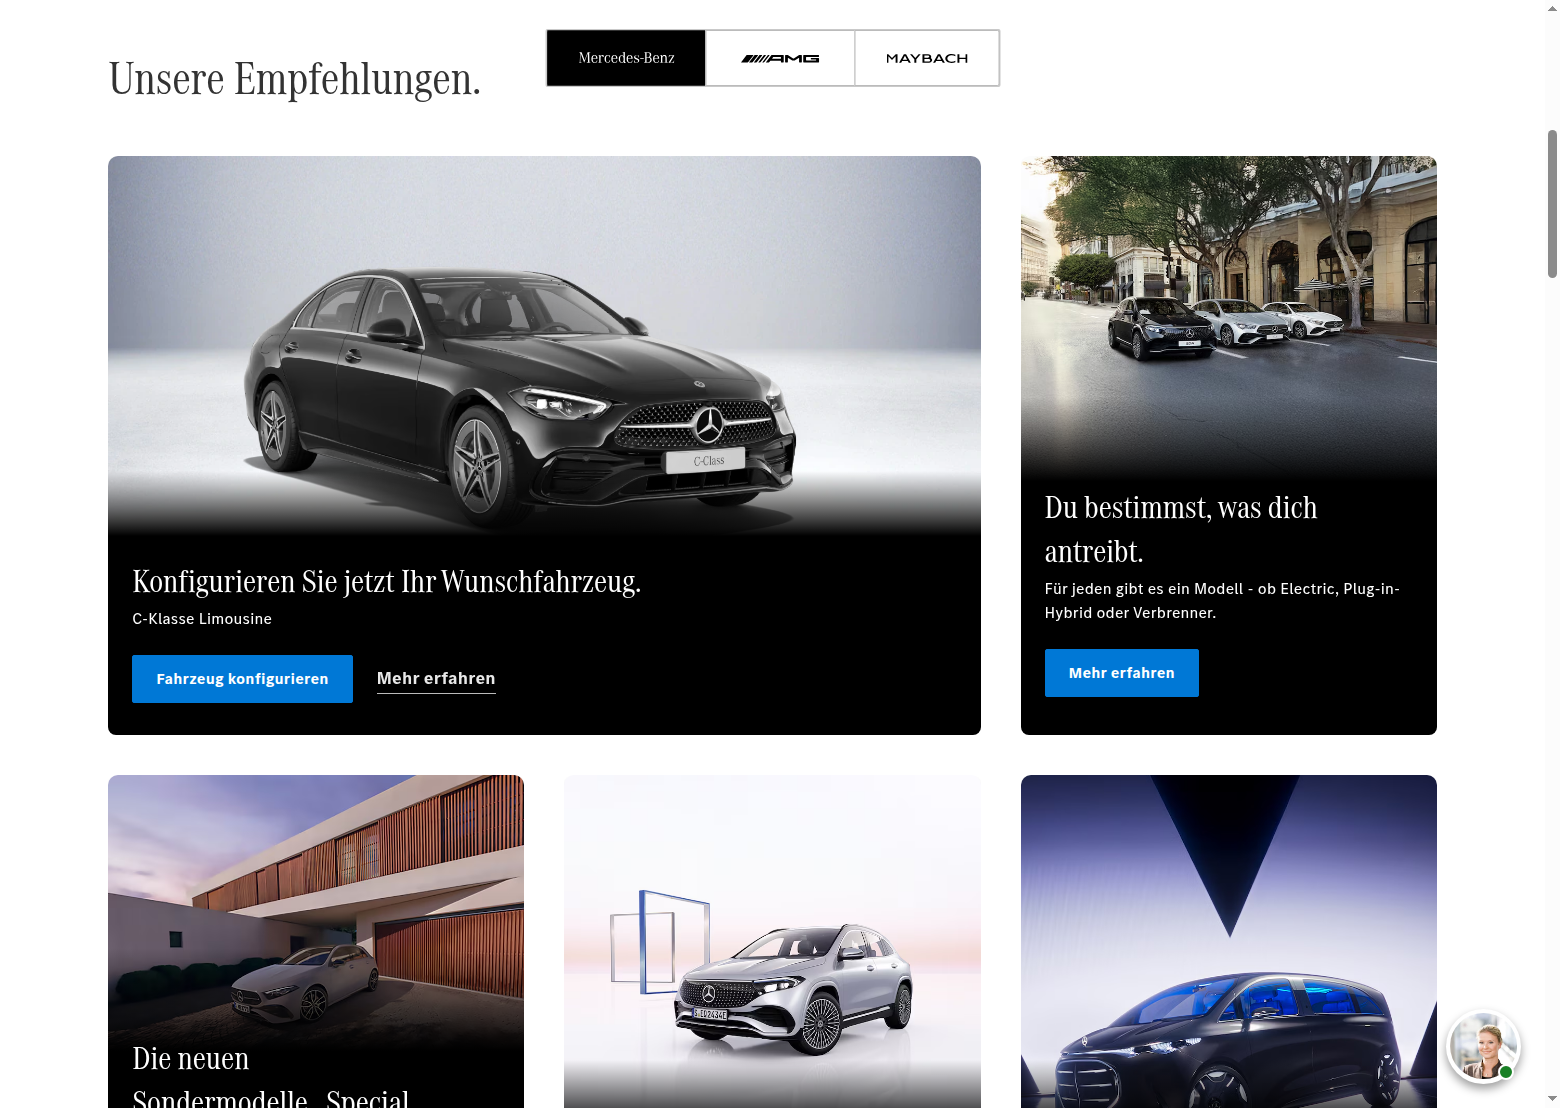 Unsere Empfehlungen.
Mercedes-Benz
AMG
MAYBACH
C-Class
Konfigurieren Sie jetzt Ihr Wunschfahrzeug.
C-Klasse Limousine
Fahrzeug konfigurieren
Mehr erfahren
Du bestimmst, was dich
antreibt.
Für jeden gibt es ein Modell - ob Electric, Plug-in-
Hybrid oder Verbrenner.
Mehr erfahren
Die neuen
Sondermodelle „Special